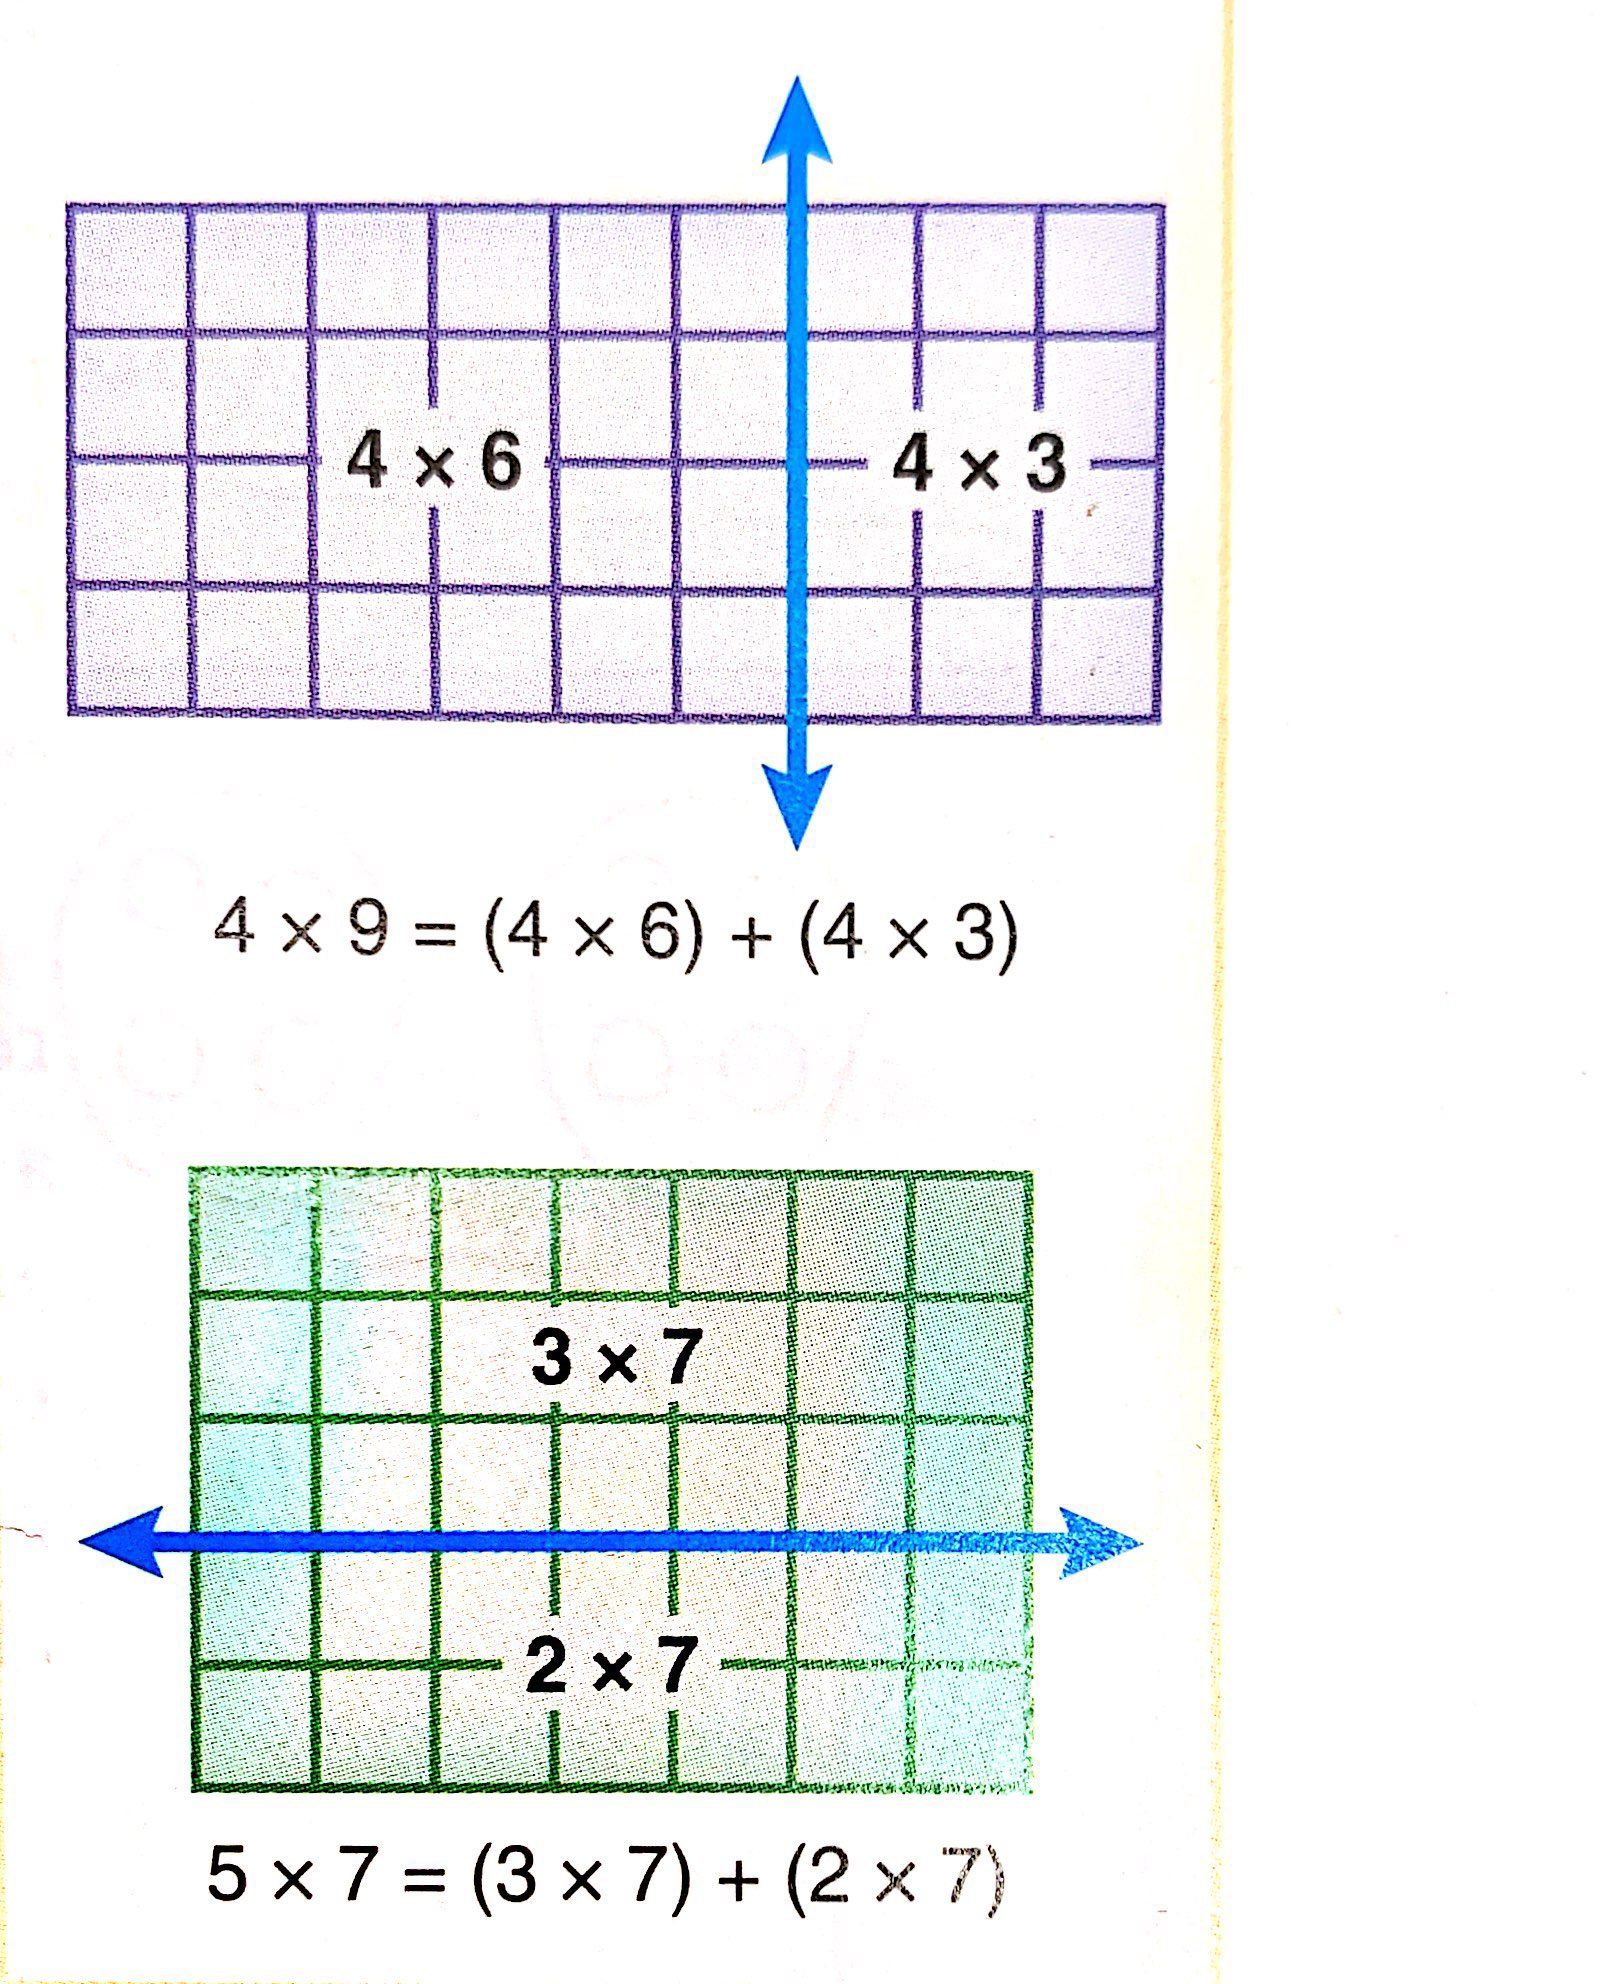 4 × 6
4 × 3
4 × 9 = (4 × 6) + (4 × 3)
3 × 7
2 × 7
5 × 7 = (3 × 7) + (2 × 7)